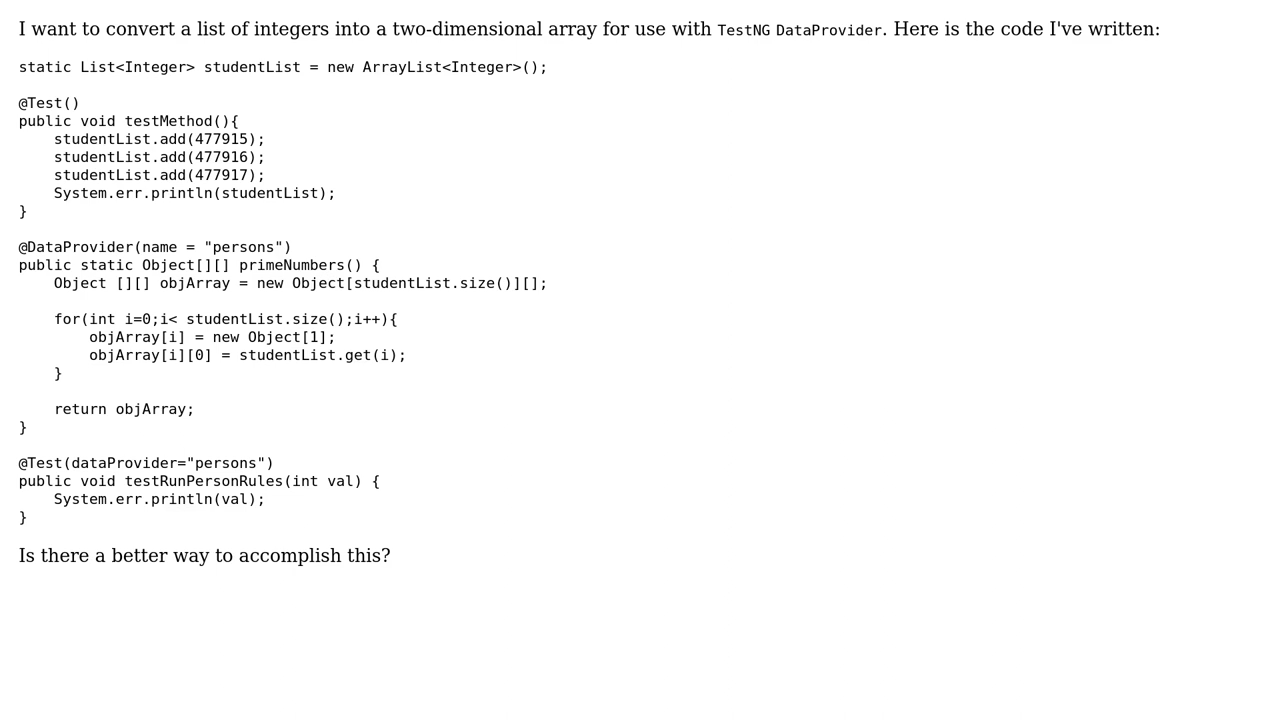 I want to convert a list of integers into a two-dimensional array for use with TestNG DataProvider. Here is the code I've written:
static List<Integer> studentList = new ArrayList<Integer>();
@Test()
public void testMethod(){
    studentList.add(477915);
    studentList.add(477916);
    studentList.add(477917);
    System.err.println(studentList);
}
@DataProvider(name = "persons")
public static Object[][] primeNumbers() {
    Object [][] objArray = new Object[studentList.size()][];
    for(int i=0;i< studentList.size();i++){
        objArray[i] = new Object[1];
        objArray[i][0] = studentList.get(i);
    }
    return objArray;
}
@Test(dataProvider="persons")
public void testRunPersonRules(int val) {
    System.err.println(val);
}
Is there a better way to accomplish this?